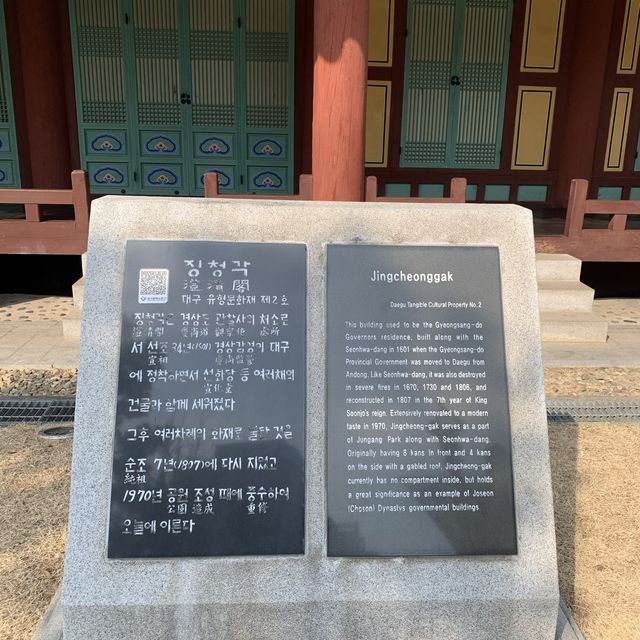 징청각
澄淸閣
대구 유형문화재 제2호
징청각은 경상도 관찰사의 처소로
澄淸閣 慶尙道 觀察使 處所
서 선조 34년(1601) 경상감영이 대구
宣祖 慶尙監營
에 정착하면서 선화당 등 여러채의
宣化堂
건물과 함께 세워졌다
그후 여러차례의 화재로 불탄 것을
순조 7년(1807)에 다시 지었고
純祖
1970년 공원 조성 때에 중수하여
公園 造成 重修
오늘에 이른다
Jingcheonggak
Daegu Tangible Cultural Property No.2
This building used to be the Gyeongsang-do
Governors residence, built along with the
Seonhwa-dang in 1601 when the Gyeongsang-do
Provincial Government was moved to Daegu from
Andong. Like Seonhwa-dang, it was also destroyed
in severe fires in 1670, 1730 and 1806, and
reconstructed in 1807 in the 7th year of King
Soonjo's reign. Extensively renovated to a modern
taste in 1970, Jingcheong-gak serves as a part
of Jungang Park along with Seonhwa-dang.
Originally having 8 kans in front and 4 kans
on the side with a gabled roof, Jingcheong-gak
currently has no compartment inside, but holds
a great significance as an example of Joseon
(Choson) Dynastys governmental buildings.